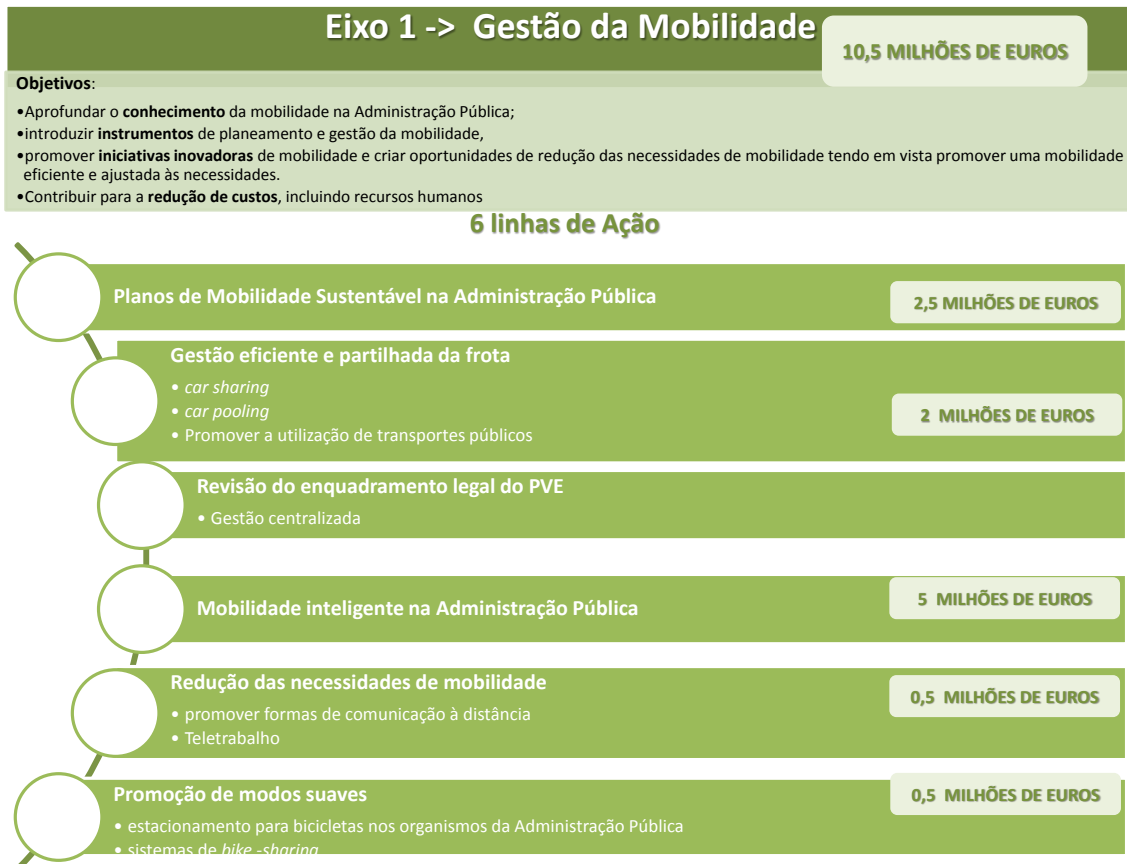 Eixo 1 -> Gestão da Mobilidade
10,5 MILHÕES DE EUROS
Objetivos:
•Aprofundar o conhecimento da mobilidade na Administração Pública;
•introduzir instrumentos de planeamento e gestão da mobilidade,
•promover iniciativas inovadoras de mobilidade e criar oportunidades de redução das necessidades de mobilidade tendo em vista promover uma mobilidade
eficiente e ajustada às necessidades.
•Contribuir para a redução de custos, incluindo recursos humanos
6 linhas de Ação
Planos de Mobilidade Sustentável na Administração Pública
2,5 MILHÕES DE EUROS
Gestão eficiente e partilhada da frota
• car sharing
• car pooling
• Promover a utilização de transportes públicos
2 MILHÕES DE EUROS
Revisão do enquadramento legal do PVE
• Gestão centralizada
Mobilidade inteligente na Administração Pública
5 MILHÕES DE EUROS
Redução das necessidades de mobilidade
• promover formas de comunicação à distância
• Teletrabalho
0,5 MILHÕES DE EUROS
Promoção de modos suaves
• estacionamento para bicicletas nos organismos da Administração Pública
• sistemas de bike -sharing
0,5 MILHÕES DE EUROS